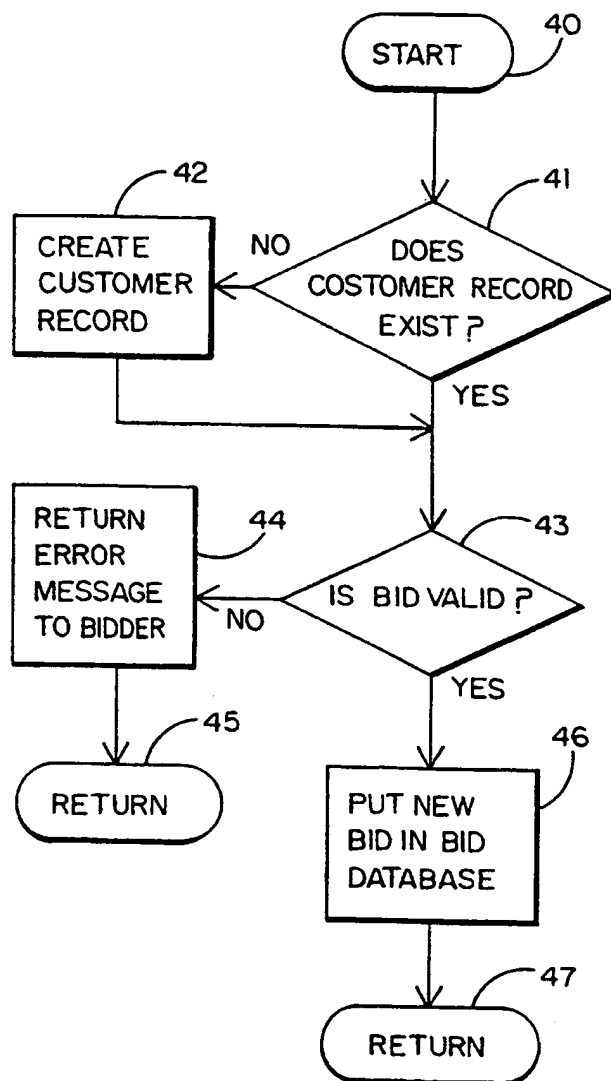 START
40
42
41
CREATE
CUSTOMER
RECORD
NO
DOES
COSTOMER RECORD
EXIST?
YES
RETURN
ERROR
MESSAGE
TO BIDDER
44
43
IS BID VALID?
NO
YES
45
RETURN
46
PUT NEW
BID IN BID
DATABASE
47
RETURN